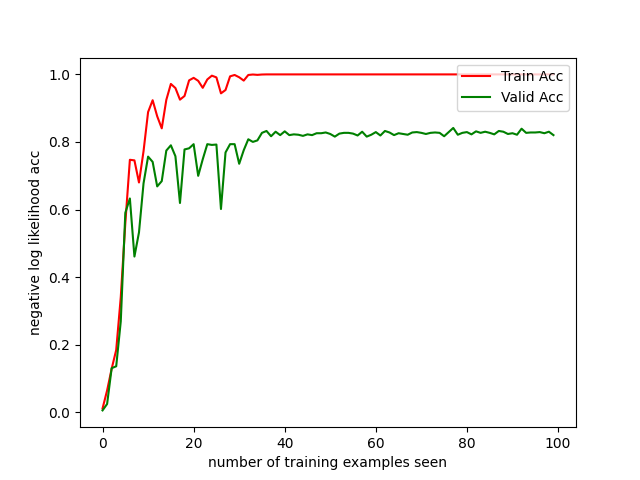 1.0
0.8
0.6
0.4
0.2
0.0
negative log likelihood acc
Train Acc
Valid Acc
0 20 40 60 80 100
number of training examples seen